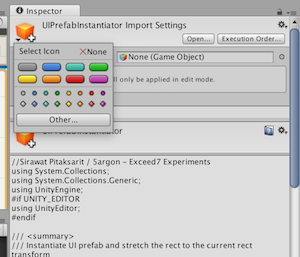 Inspector
UIPrefabInstantiator Import Settings
Open...
Execution Order...
Select Icon
None
None (Game Object)
ll only be applied in edit mode.
Other...
//Sirawat Pitaksarit / Sargon - Exceed7 Experiments
using System.Collections;
using System.Collections.Generic;
using UnityEngine;
#if UNITY_EDITOR
using UnityEditor;
#endif
/// <summary>
/// Instantiate UI prefab and stretch the rect to the current rect
transform